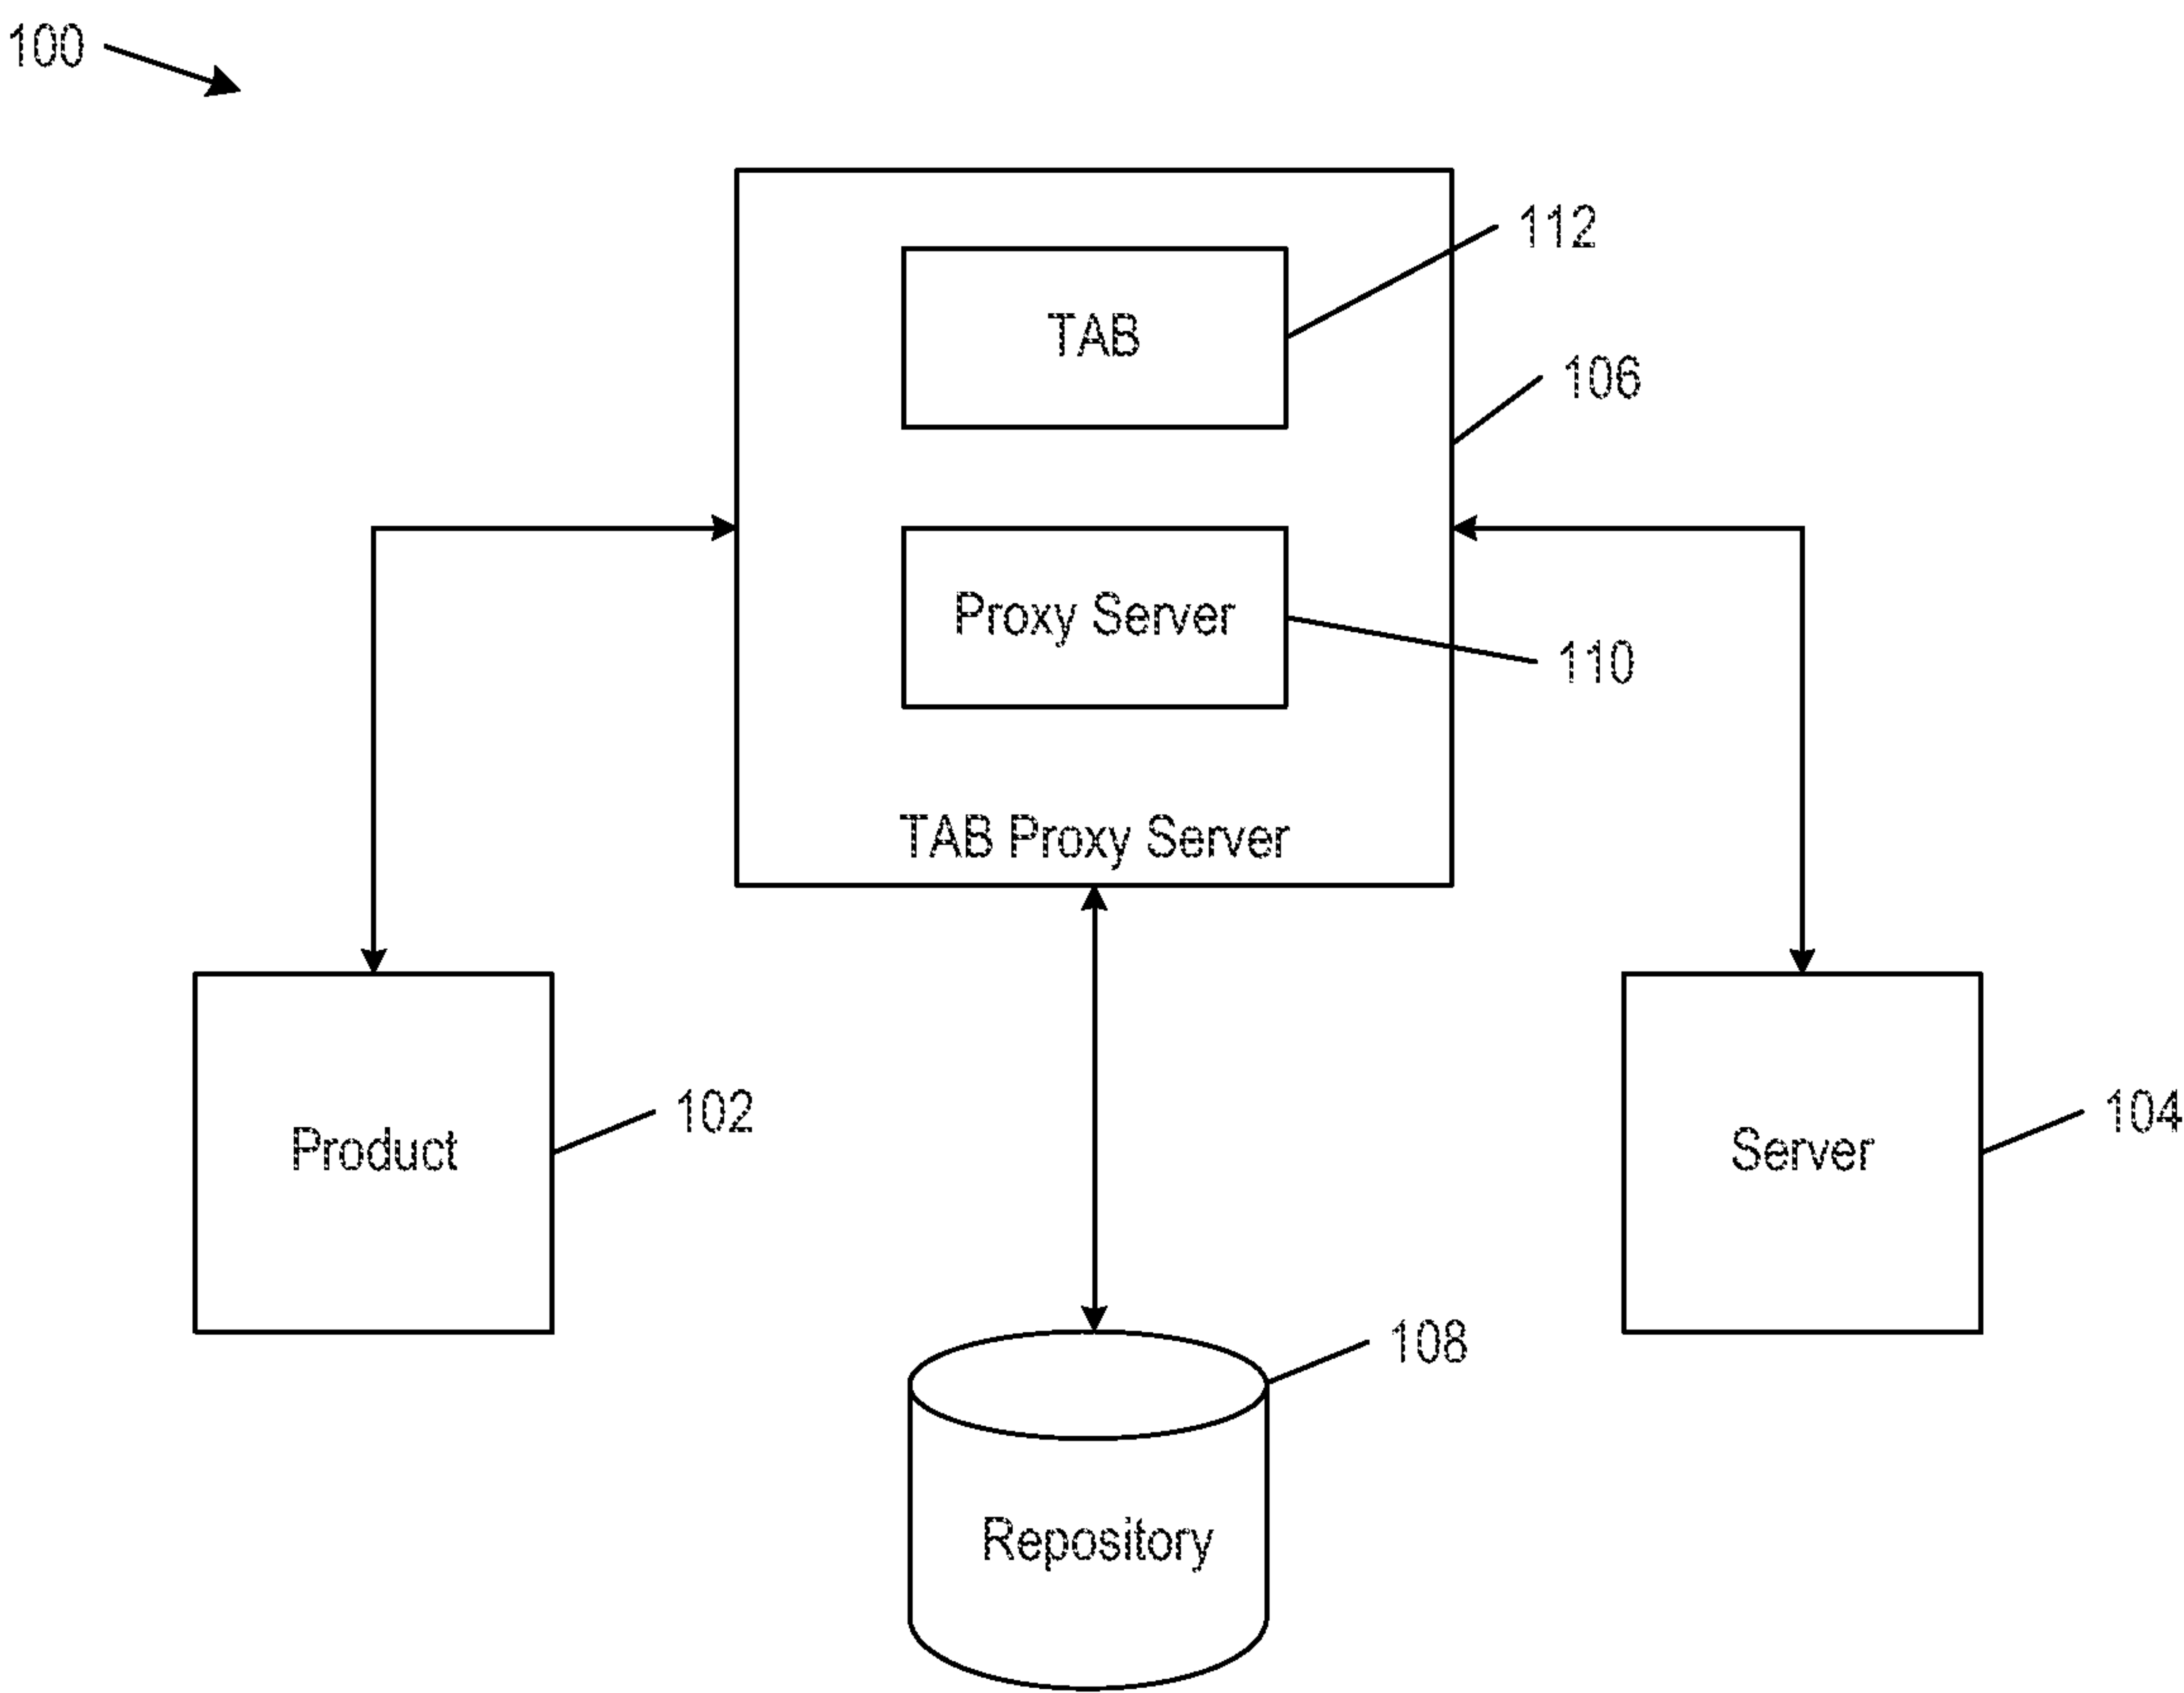 100
112
TAB
106
Proxy Server
110
TAB Proxy Server
102
104
Product
Server
108
Repository